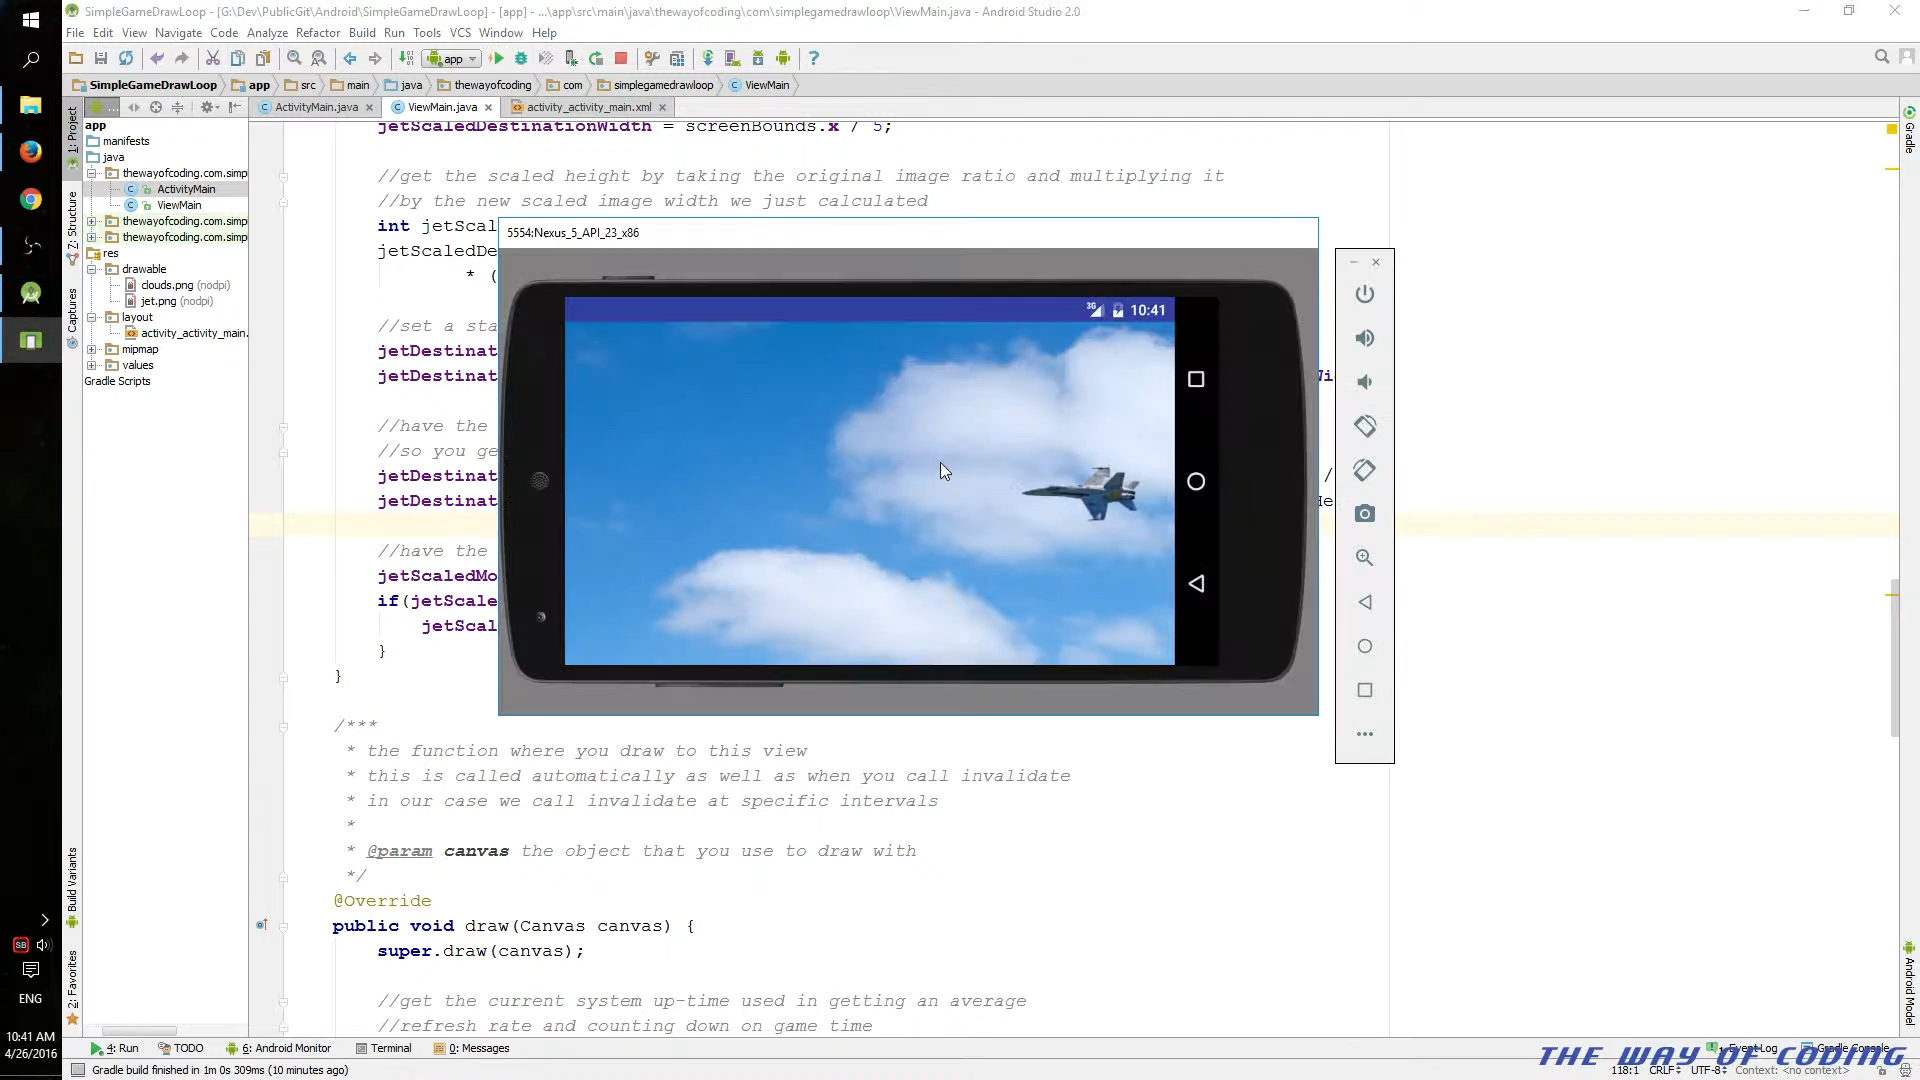 SimpleGameDrawLoop - [G:\Dev\PublicGit\Android\SimpleGameDrawLoop] - [app] - ...\app\src\main\java\thewayofcoding\com\simplegamedrawloop\ViewMain.java - Android Studio 2.0
File Edit View Navigate Code Analyze Refactor Build Run Tools VCS Window Help
app
SimpleGameDrawLoop app src main java thewayofcoding com simplegamedrawloop ViewMain
1: Project
Z: Structure
Captures
Build Variants
2: Favorites
ActivityMain.java ViewMain.java activity_activity_main.xml
app
manifests
java
thewayofcoding.com.simp
ActivityMain
ViewMain
thewayofcoding.com.simp
thewayofcoding.com.simp
res
drawable
clouds.png (nodpi)
jet.png (nodpi)
layout
activity_activity_main.
mipmap
values
Gradle Scripts
jetScaledDestinationWidth = screenBounds.x / 5;
//get the scaled height by taking the original image ratio and multiplying it
//by the new scaled image width we just calculated
int jetScal
jetScaledDe
* (
//set a sta
jetDestinat
jetDestinat
//have the
//so you ge
jetDestinat /
jetDestinat
//have the
jetScaledMo
if(jetScale
jetScal
}
}
/***
* the function where you draw to this view
* this is called automatically as well as when you call invalidate
* in our case we call invalidate at specific intervals
*
* @param canvas the object that you use to draw with
*/
@Override
public void draw(Canvas canvas) {
super.draw(canvas);
//get the current system up-time used in getting an average
//refresh rate and counting down on game time
5554:Nexus_5_API_23_x86
3G 10:41
Gradle
Android Model
SB
ENG
10:41 AM
4/26/2016
4: Run TODO 6: Android Monitor Terminal 0: Messages Event Log Gradle Console
THE WAY OF CODING
Gradle build finished in 1m 0s 309ms (10 minutes ago) 118:1 CRLF UTF-8 Context: <no context>